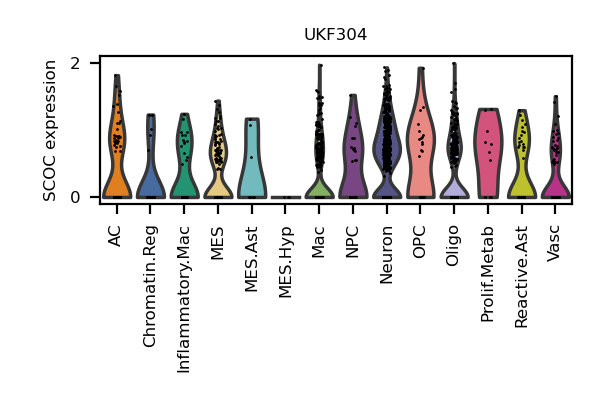 UKF304
SCOC expression
2
0
AC
Chromatin.Reg
Inflammatory.Mac
MES
MES.Ast
MES.Hyp
Mac
NPC
Neuron
OPC
Oligo
Prolif.Metab
Reactive.Ast
Vasc